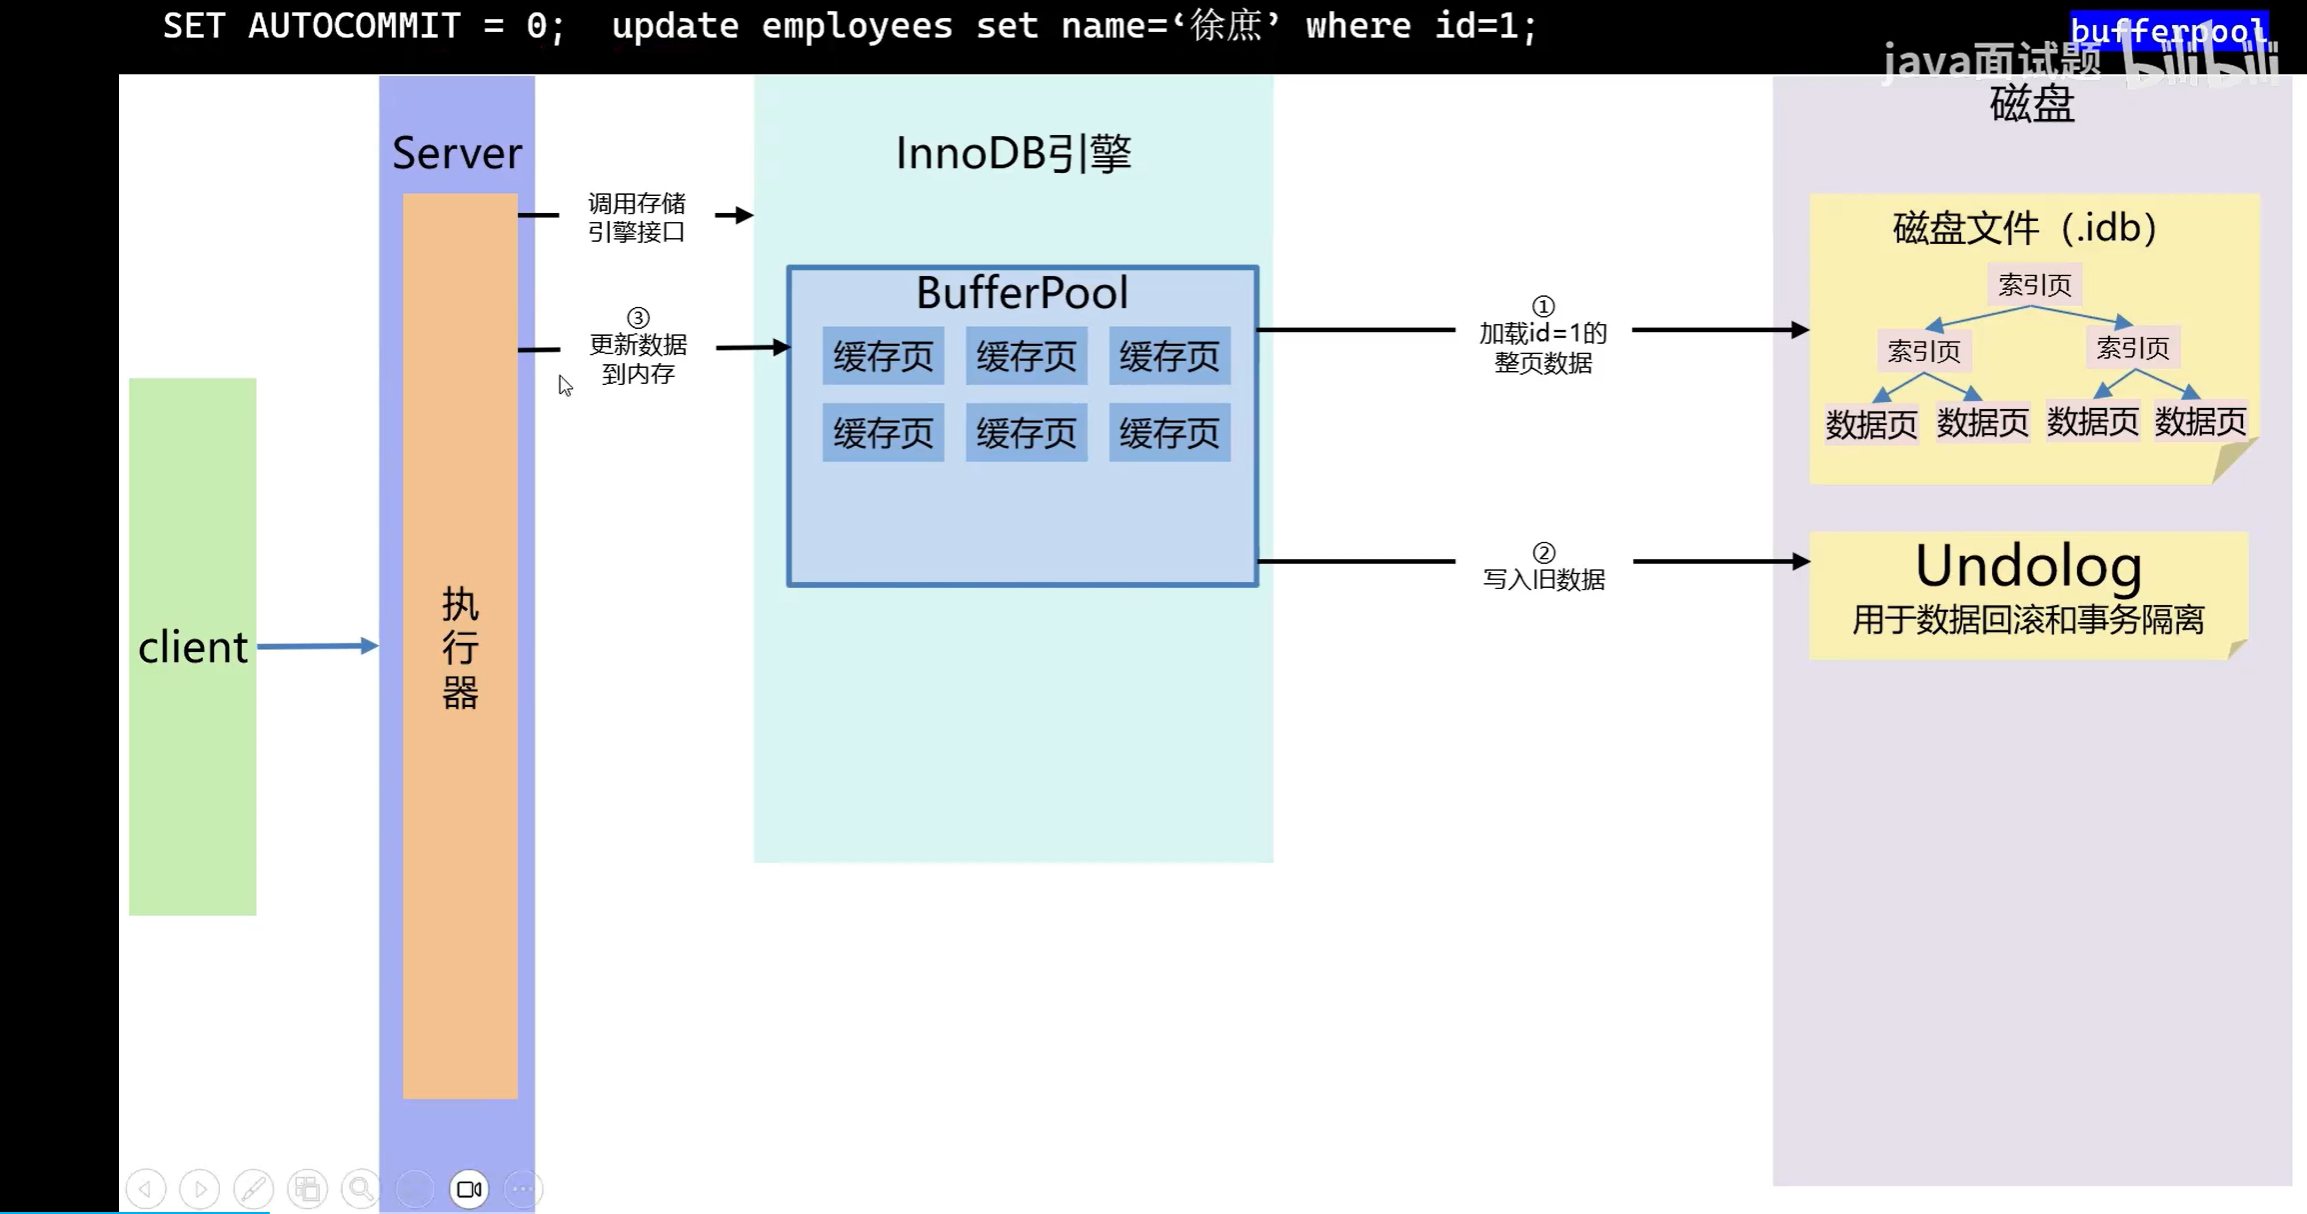 SET AUTOCOMMIT = 0;  update employees set name=‘徐庶’ where id=1;
bufferpool
java面试题 bilibili
磁盘
Server
InnoDB引擎
调用存储
引擎接口
磁盘文件（.idb）
BufferPool
索引页
①
加载id=1的
整页数据
③
更新数据
到内存
缓存页 缓存页 缓存页
索引页 索引页
数据页 数据页 数据页 数据页
缓存页 缓存页 缓存页
②
写入旧数据
Undolog
用于数据回滚和事务隔离
client
执
行
器